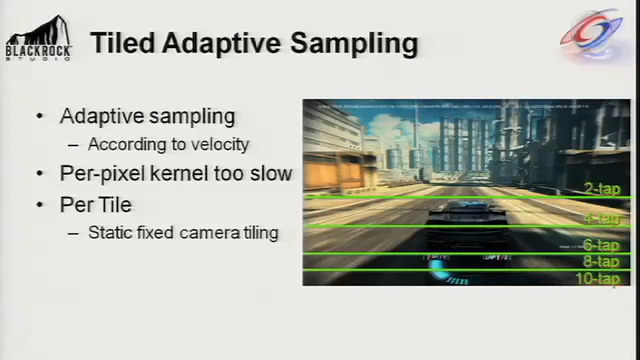 BLACKROCK
STUDIO
Tiled Adaptive Sampling
• Adaptive sampling
– According to velocity
• Per-pixel kernel too slow
• Per Tile
– Static fixed camera tiling
2-tap
4-tap
6-tap
8-tap
10-tap